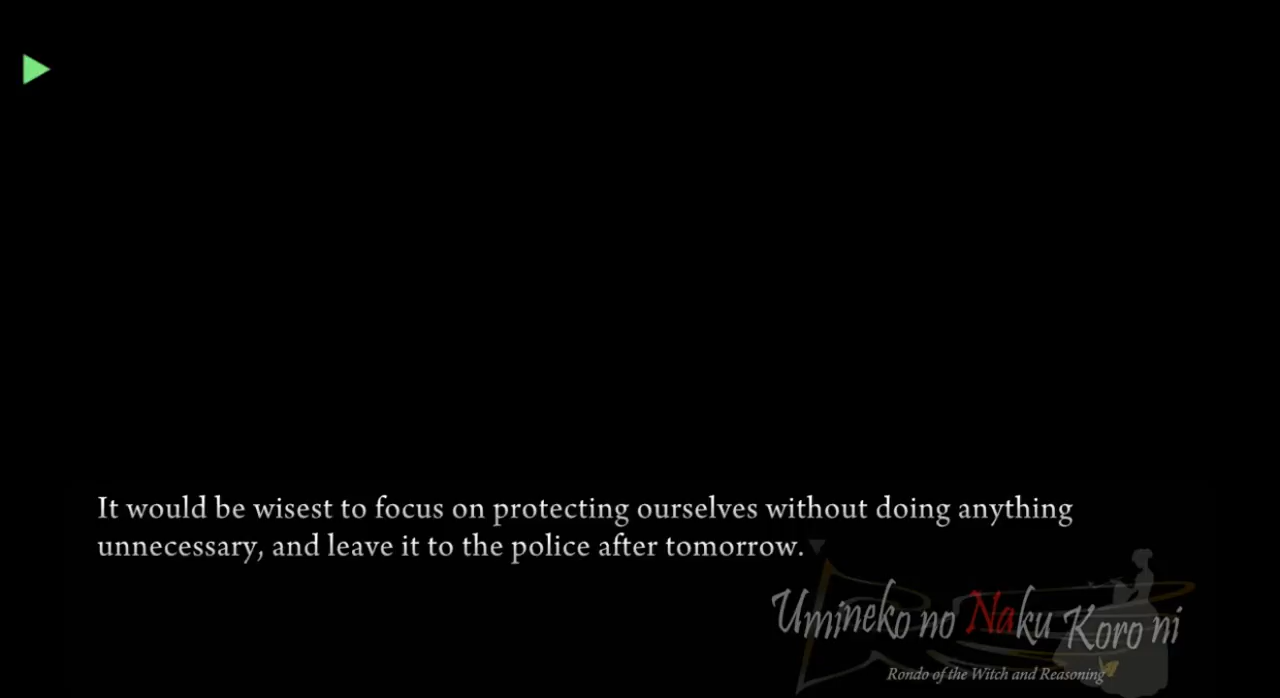 It would be wisest to focus on protecting ourselves without doing anything
unnecessary, and leave it to the police after tomorrow.
Umineko no Naku Koro ni
Rondo of the Witch and Reasoning